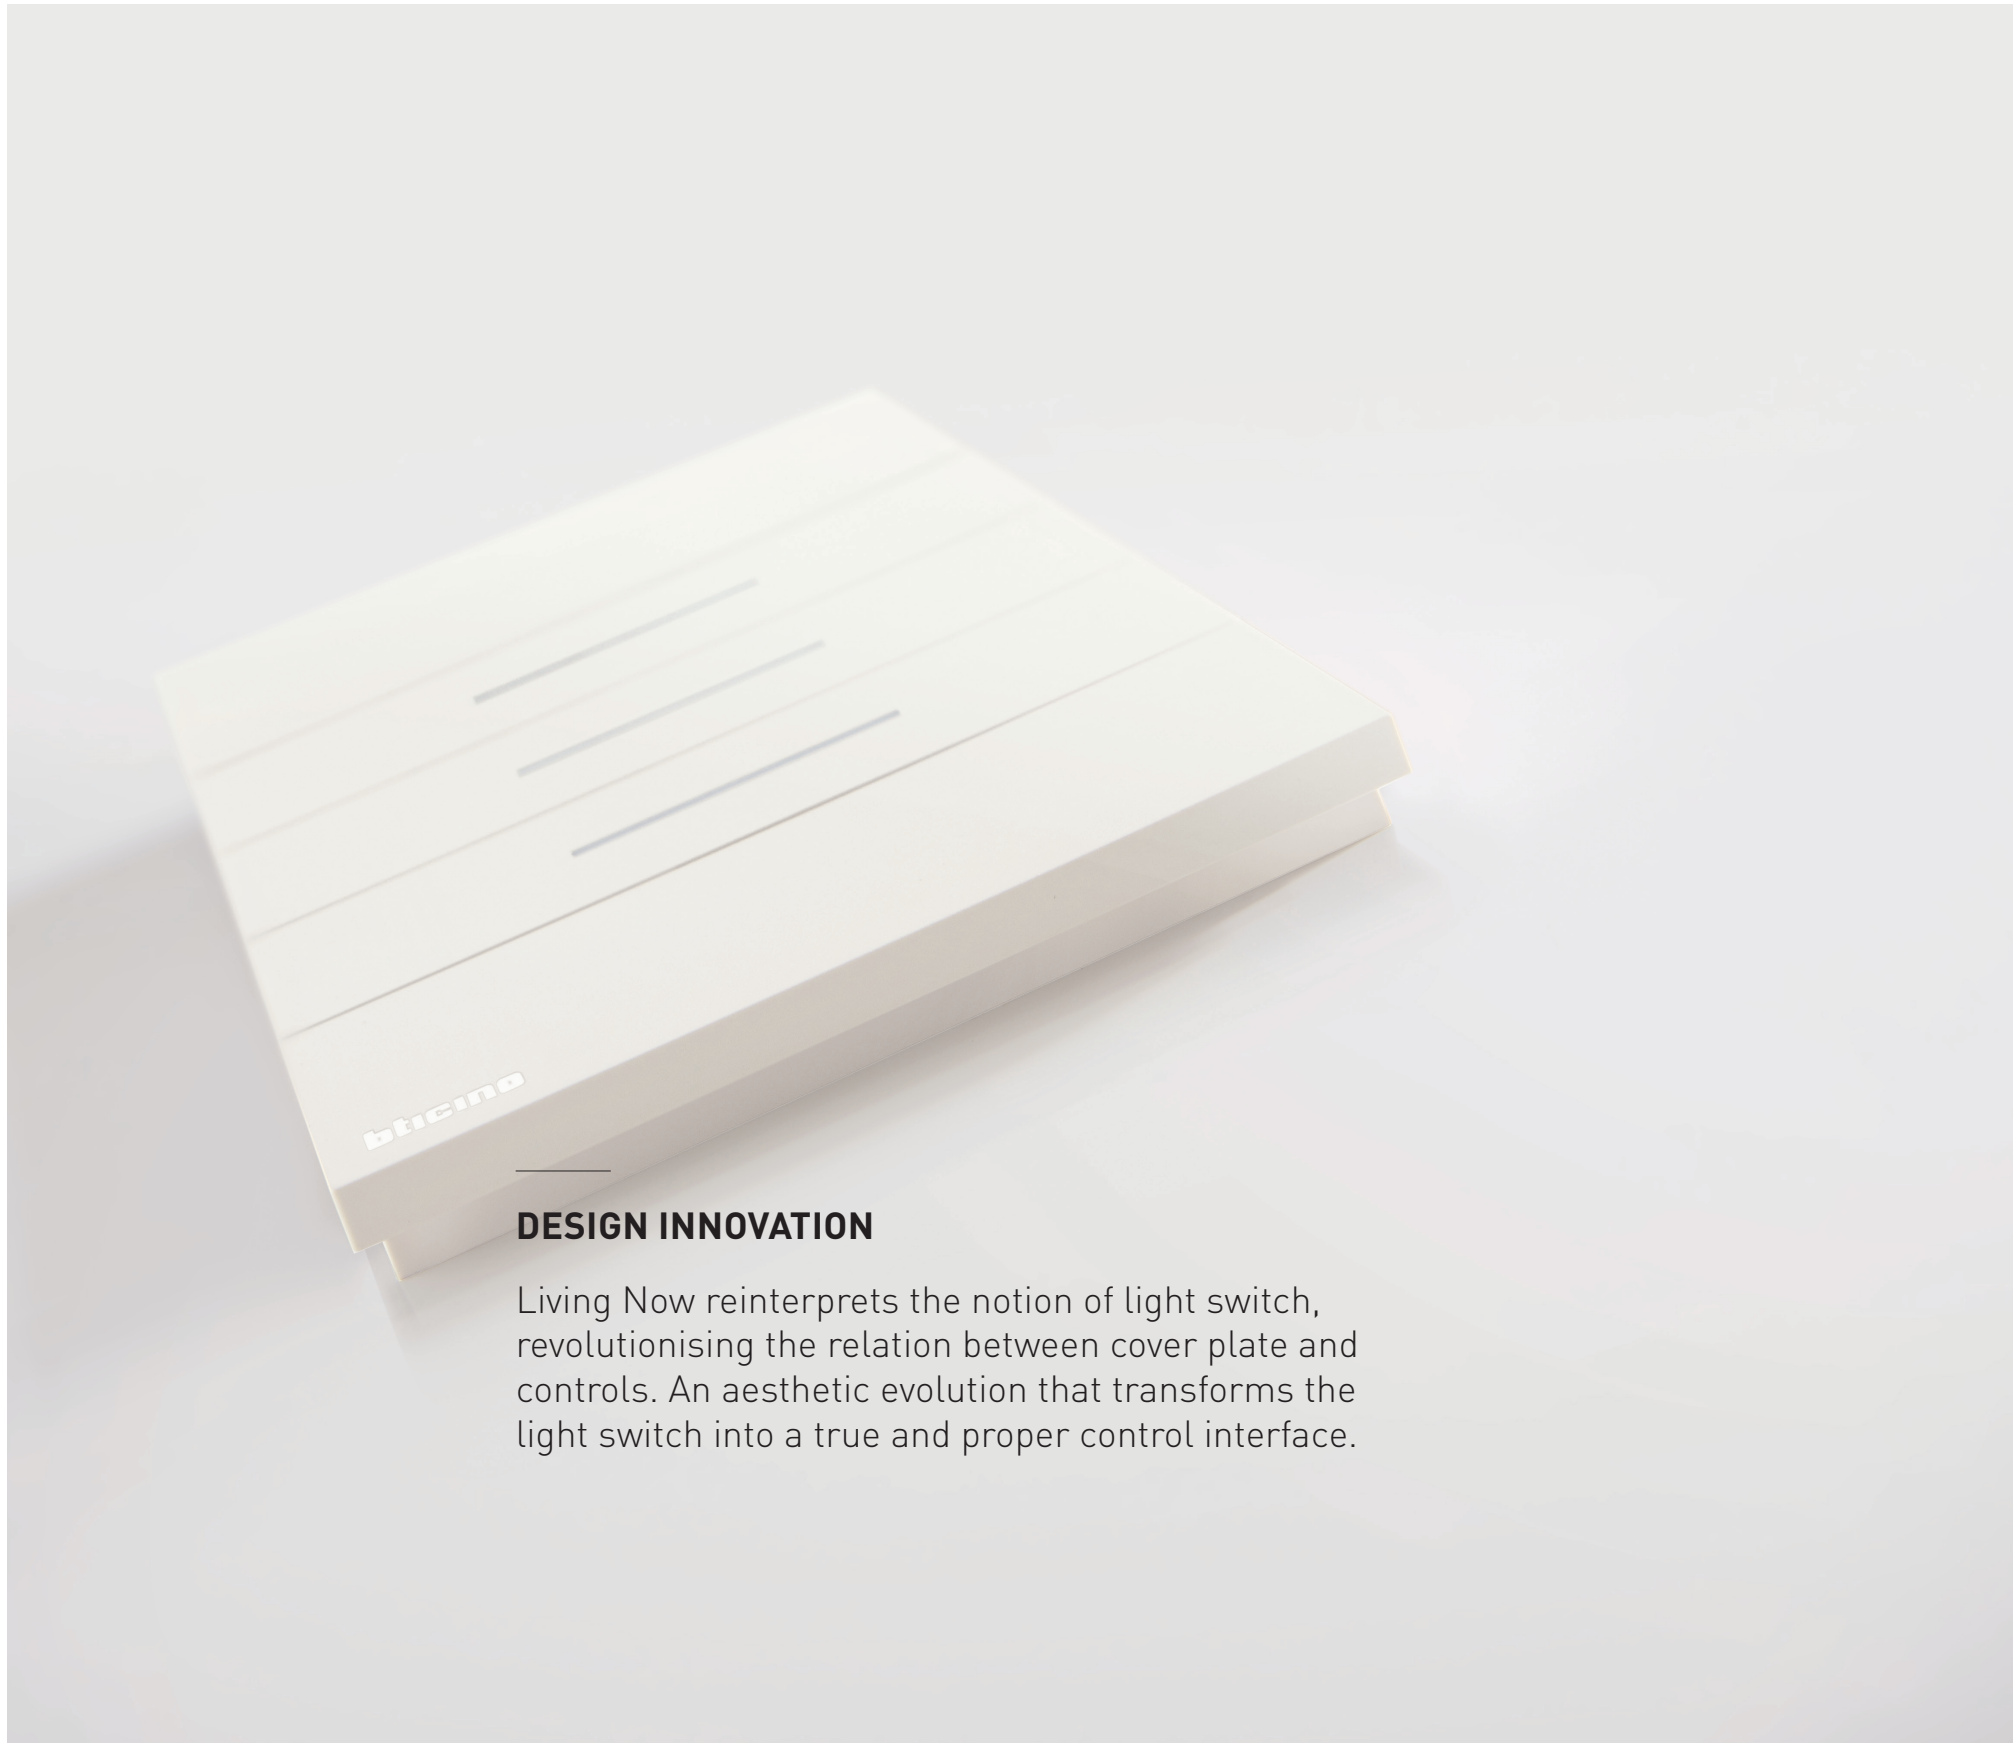 bticino
DESIGN INNOVATION
Living Now reinterprets the notion of light switch,
revolutionising the relation between cover plate and
controls. An aesthetic evolution that transforms the
light switch into a true and proper control interface.